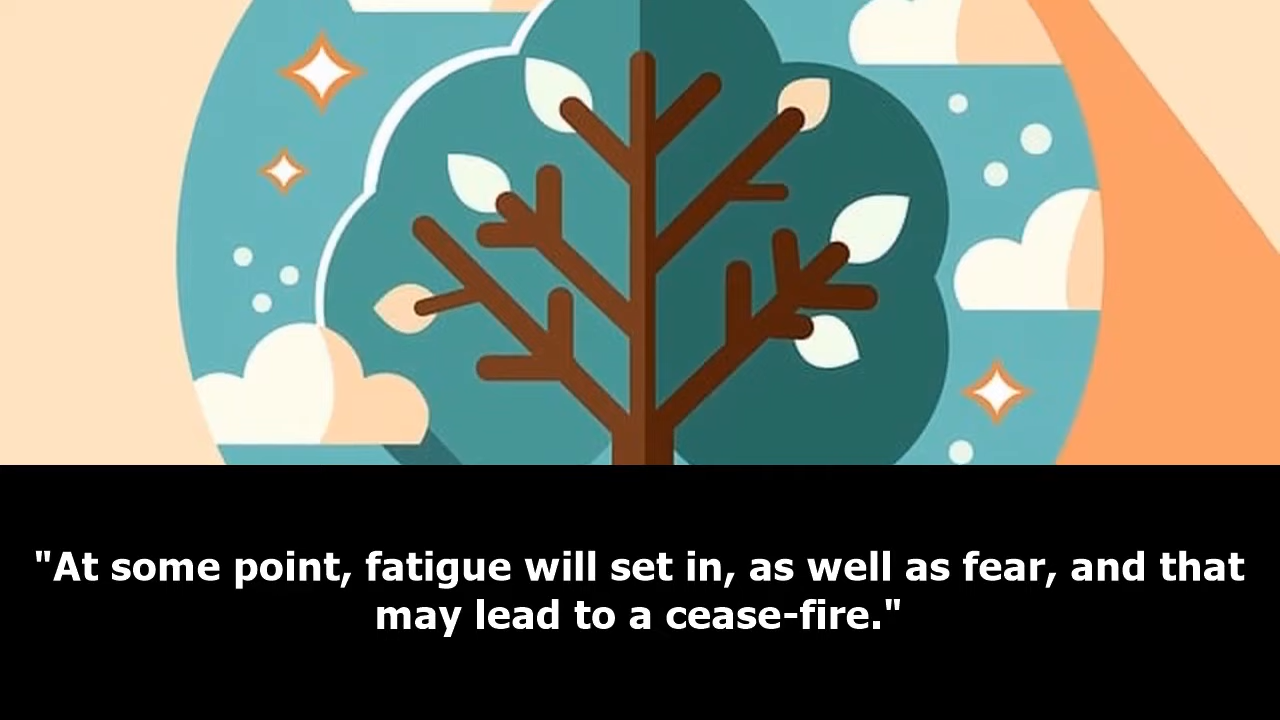 "At some point, fatigue will set in, as well as fear, and that
may lead to a cease-fire."